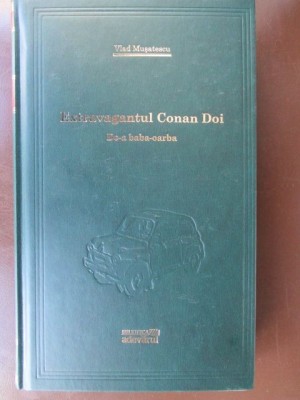 Vlad Mușatescu
Extravagantul Conan Doi
De-a baba-oarba
adevărul